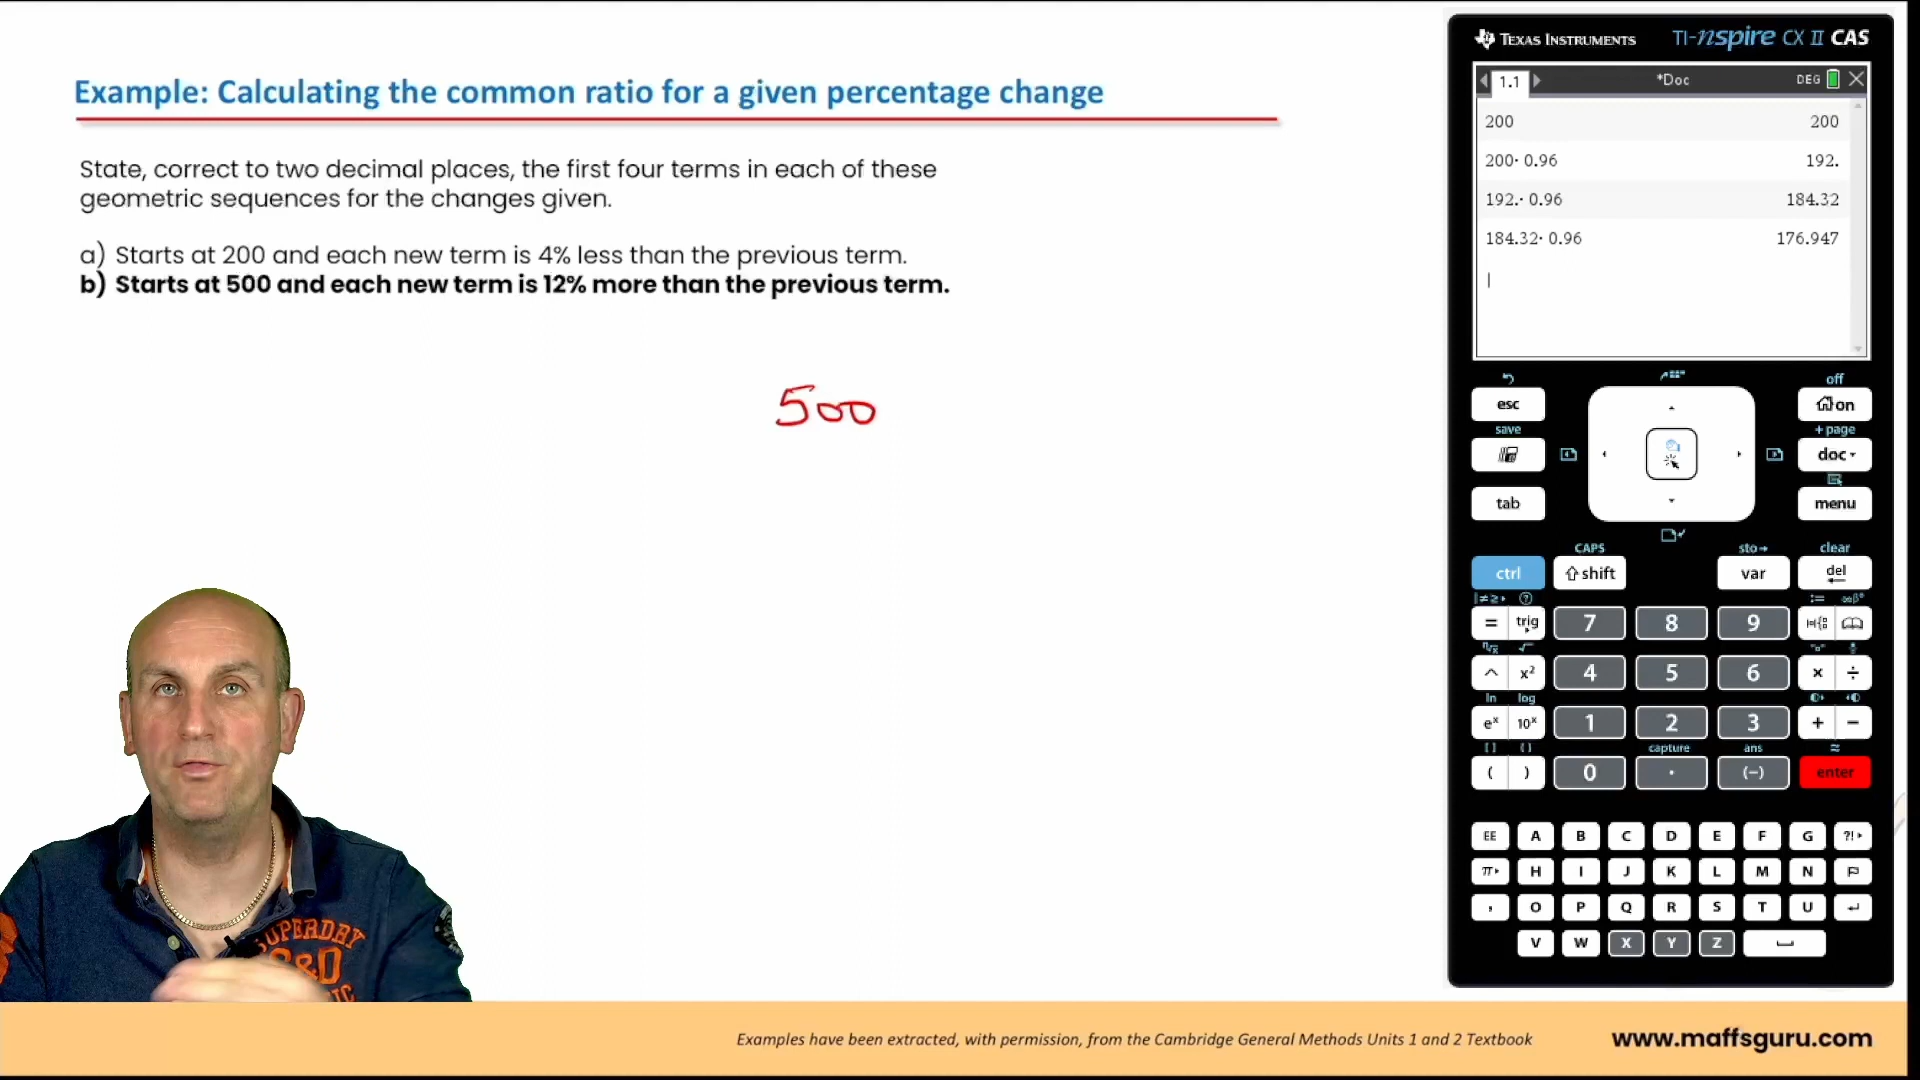 Example: Calculating the common ratio for a given percentage change
State, correct to two decimal places, the first four terms in each of these
geometric sequences for the changes given.
a) Starts at 200 and each new term is 4% less than the previous term.
b) Starts at 500 and each new term is 12% more than the previous term.
500
SUPERDRY
Texas Instruments TI-nspire CX II CAS
1.1 *Doc DEG
200 200
200· 0.96 192.
192.· 0.96 184.32
184.32· 0.96 176.947
off
esc on
save + page
doc
tab menu
CAPS sto→ clear
ctrl shift var del
= trig 7 8 9
^ x² 4 5 6 × ÷
ln log
eˣ 10ˣ 1 2 3 + −
[ ] { } capture ans ≈
( ) 0 . (−) enter
EE A B C D E F G ?!
π H I J K L M N
, O P Q R S T U
V W X Y Z
Examples have been extracted, with permission, from the Cambridge General Methods Units 1 and 2 Textbook
www.maffsguru.com